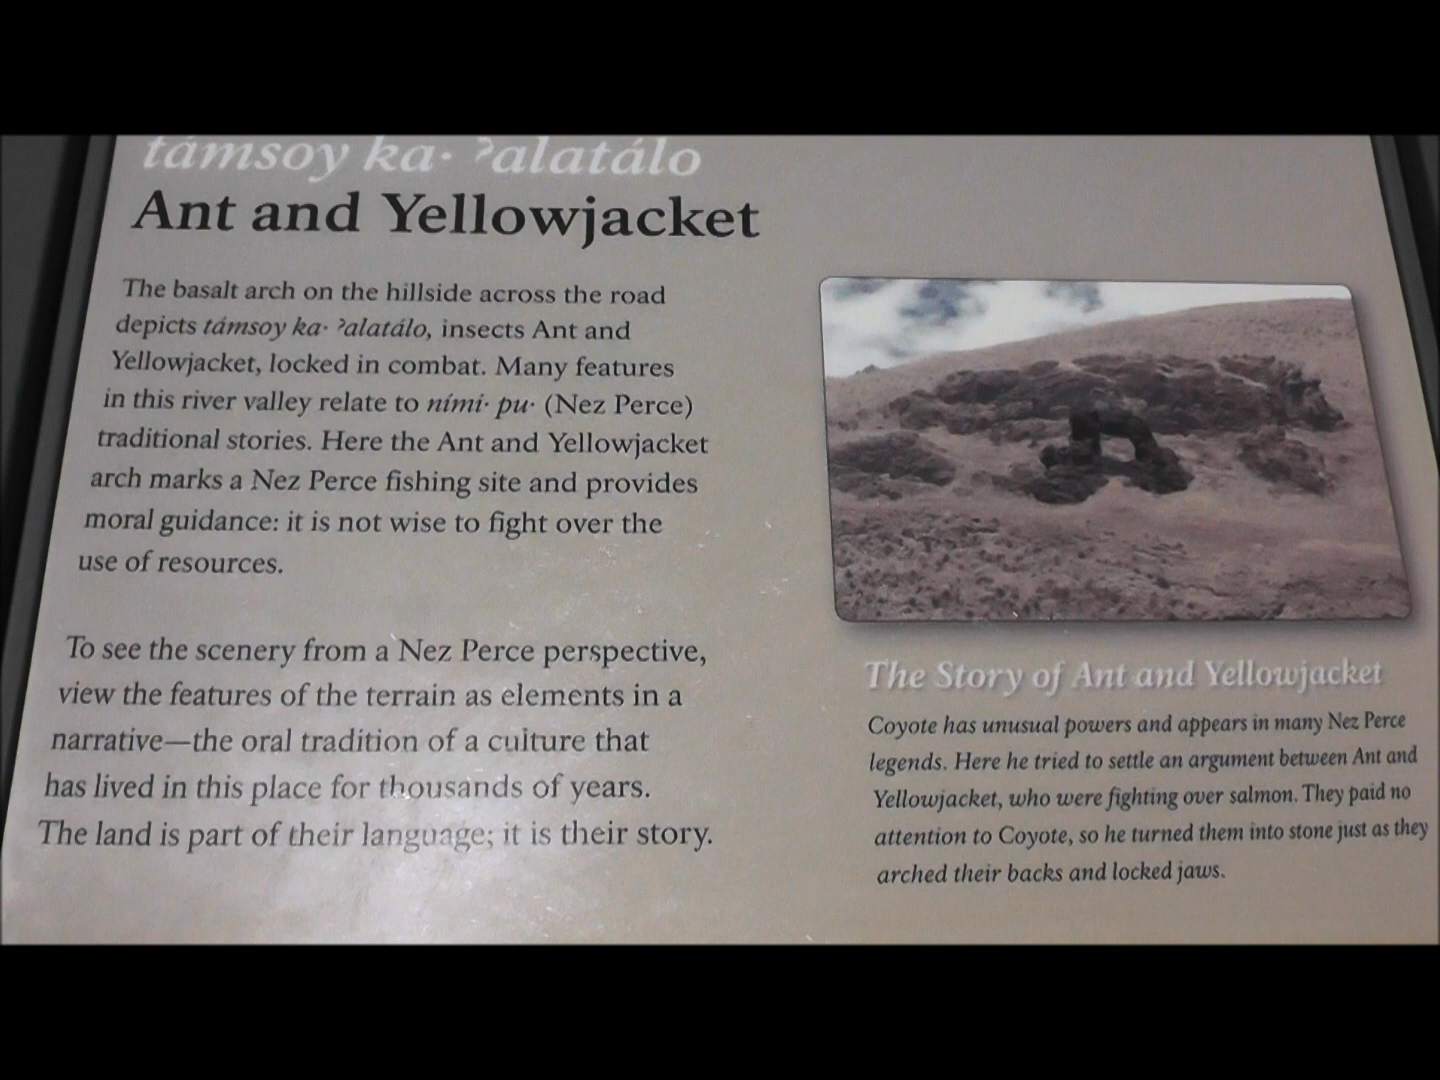 támsoy ka· ˀalatálo
Ant and Yellowjacket
The basalt arch on the hillside across the road
depicts támsoy ka· ˀalatálo, insects Ant and
Yellowjacket, locked in combat. Many features
in this river valley relate to ními· pu· (Nez Perce)
traditional stories. Here the Ant and Yellowjacket
arch marks a Nez Perce fishing site and provides
moral guidance: it is not wise to fight over the
use of resources.
To see the scenery from a Nez Perce perspective,
view the features of the terrain as elements in a
narrative—the oral tradition of a culture that
has lived in this place for thousands of years.
The land is part of their language; it is their story.
The Story of Ant and Yellowjacket
Coyote has unusual powers and appears in many Nez Perce
legends. Here he tried to settle an argument between Ant and
Yellowjacket, who were fighting over salmon. They paid no
attention to Coyote, so he turned them into stone just as they
arched their backs and locked jaws.